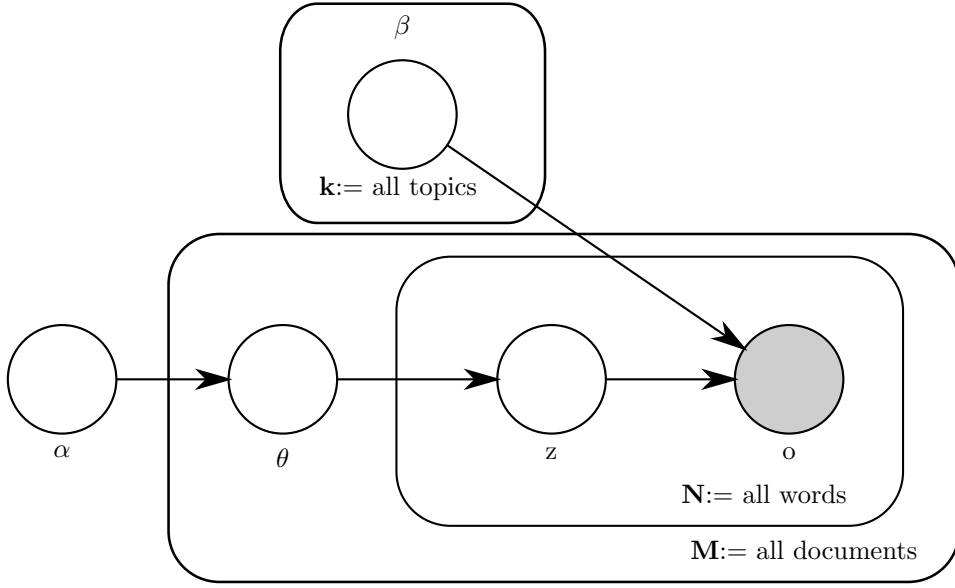 β
k:= all topics
α
θ
z
o
N:= all words
M:= all documents